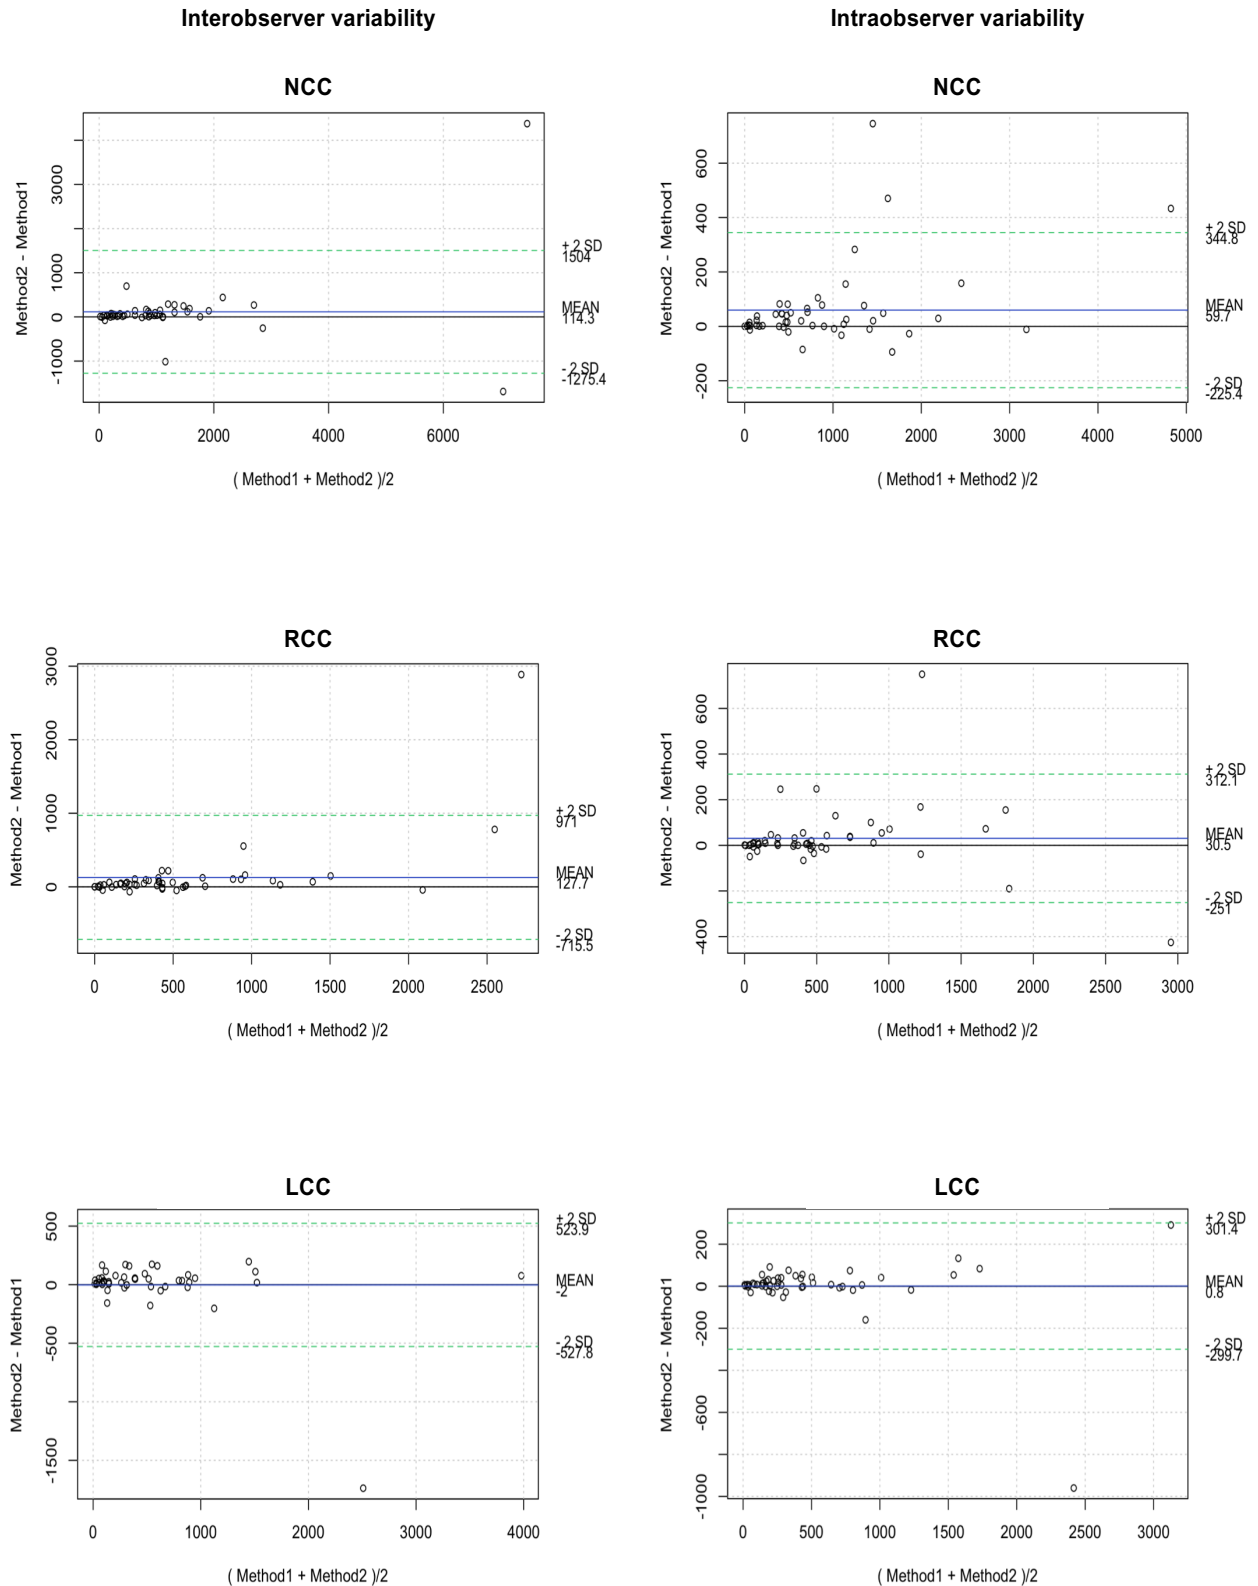 Interobserver variability
Intraobserver variability
NCC
Method2 - Method1
3000
1000
0
-1000
+ 2 SD
1504
MEAN
114.3
- 2 SD
-1275.4
0 2000 4000 6000
( Method1 + Method2 )/2
NCC
Method2 - Method1
600
400
200
0
-200
+ 2 SD
344.8
MEAN
59.7
- 2 SD
-225.4
0 1000 2000 3000 4000 5000
( Method1 + Method2 )/2
RCC
Method2 - Method1
3000
2000
1000
0
+ 2 SD
971
MEAN
127.7
- 2 SD
-715.5
0 500 1000 1500 2000 2500
( Method1 + Method2 )/2
RCC
Method2 - Method1
600
400
200
0
-400
+ 2 SD
312.1
MEAN
30.5
- 2 SD
-251
0 500 1000 1500 2000 2500 3000
( Method1 + Method2 )/2
LCC
Method2 - Method1
500
0
-500
-1500
+ 2 SD
523.9
MEAN
-2
- 2 SD
-527.8
0 1000 2000 3000 4000
( Method1 + Method2 )/2
LCC
Method2 - Method1
200
0
-200
-600
-1000
+ 2 SD
301.4
MEAN
0.8
- 2 SD
-299.7
0 500 1000 1500 2000 2500 3000
( Method1 + Method2 )/2